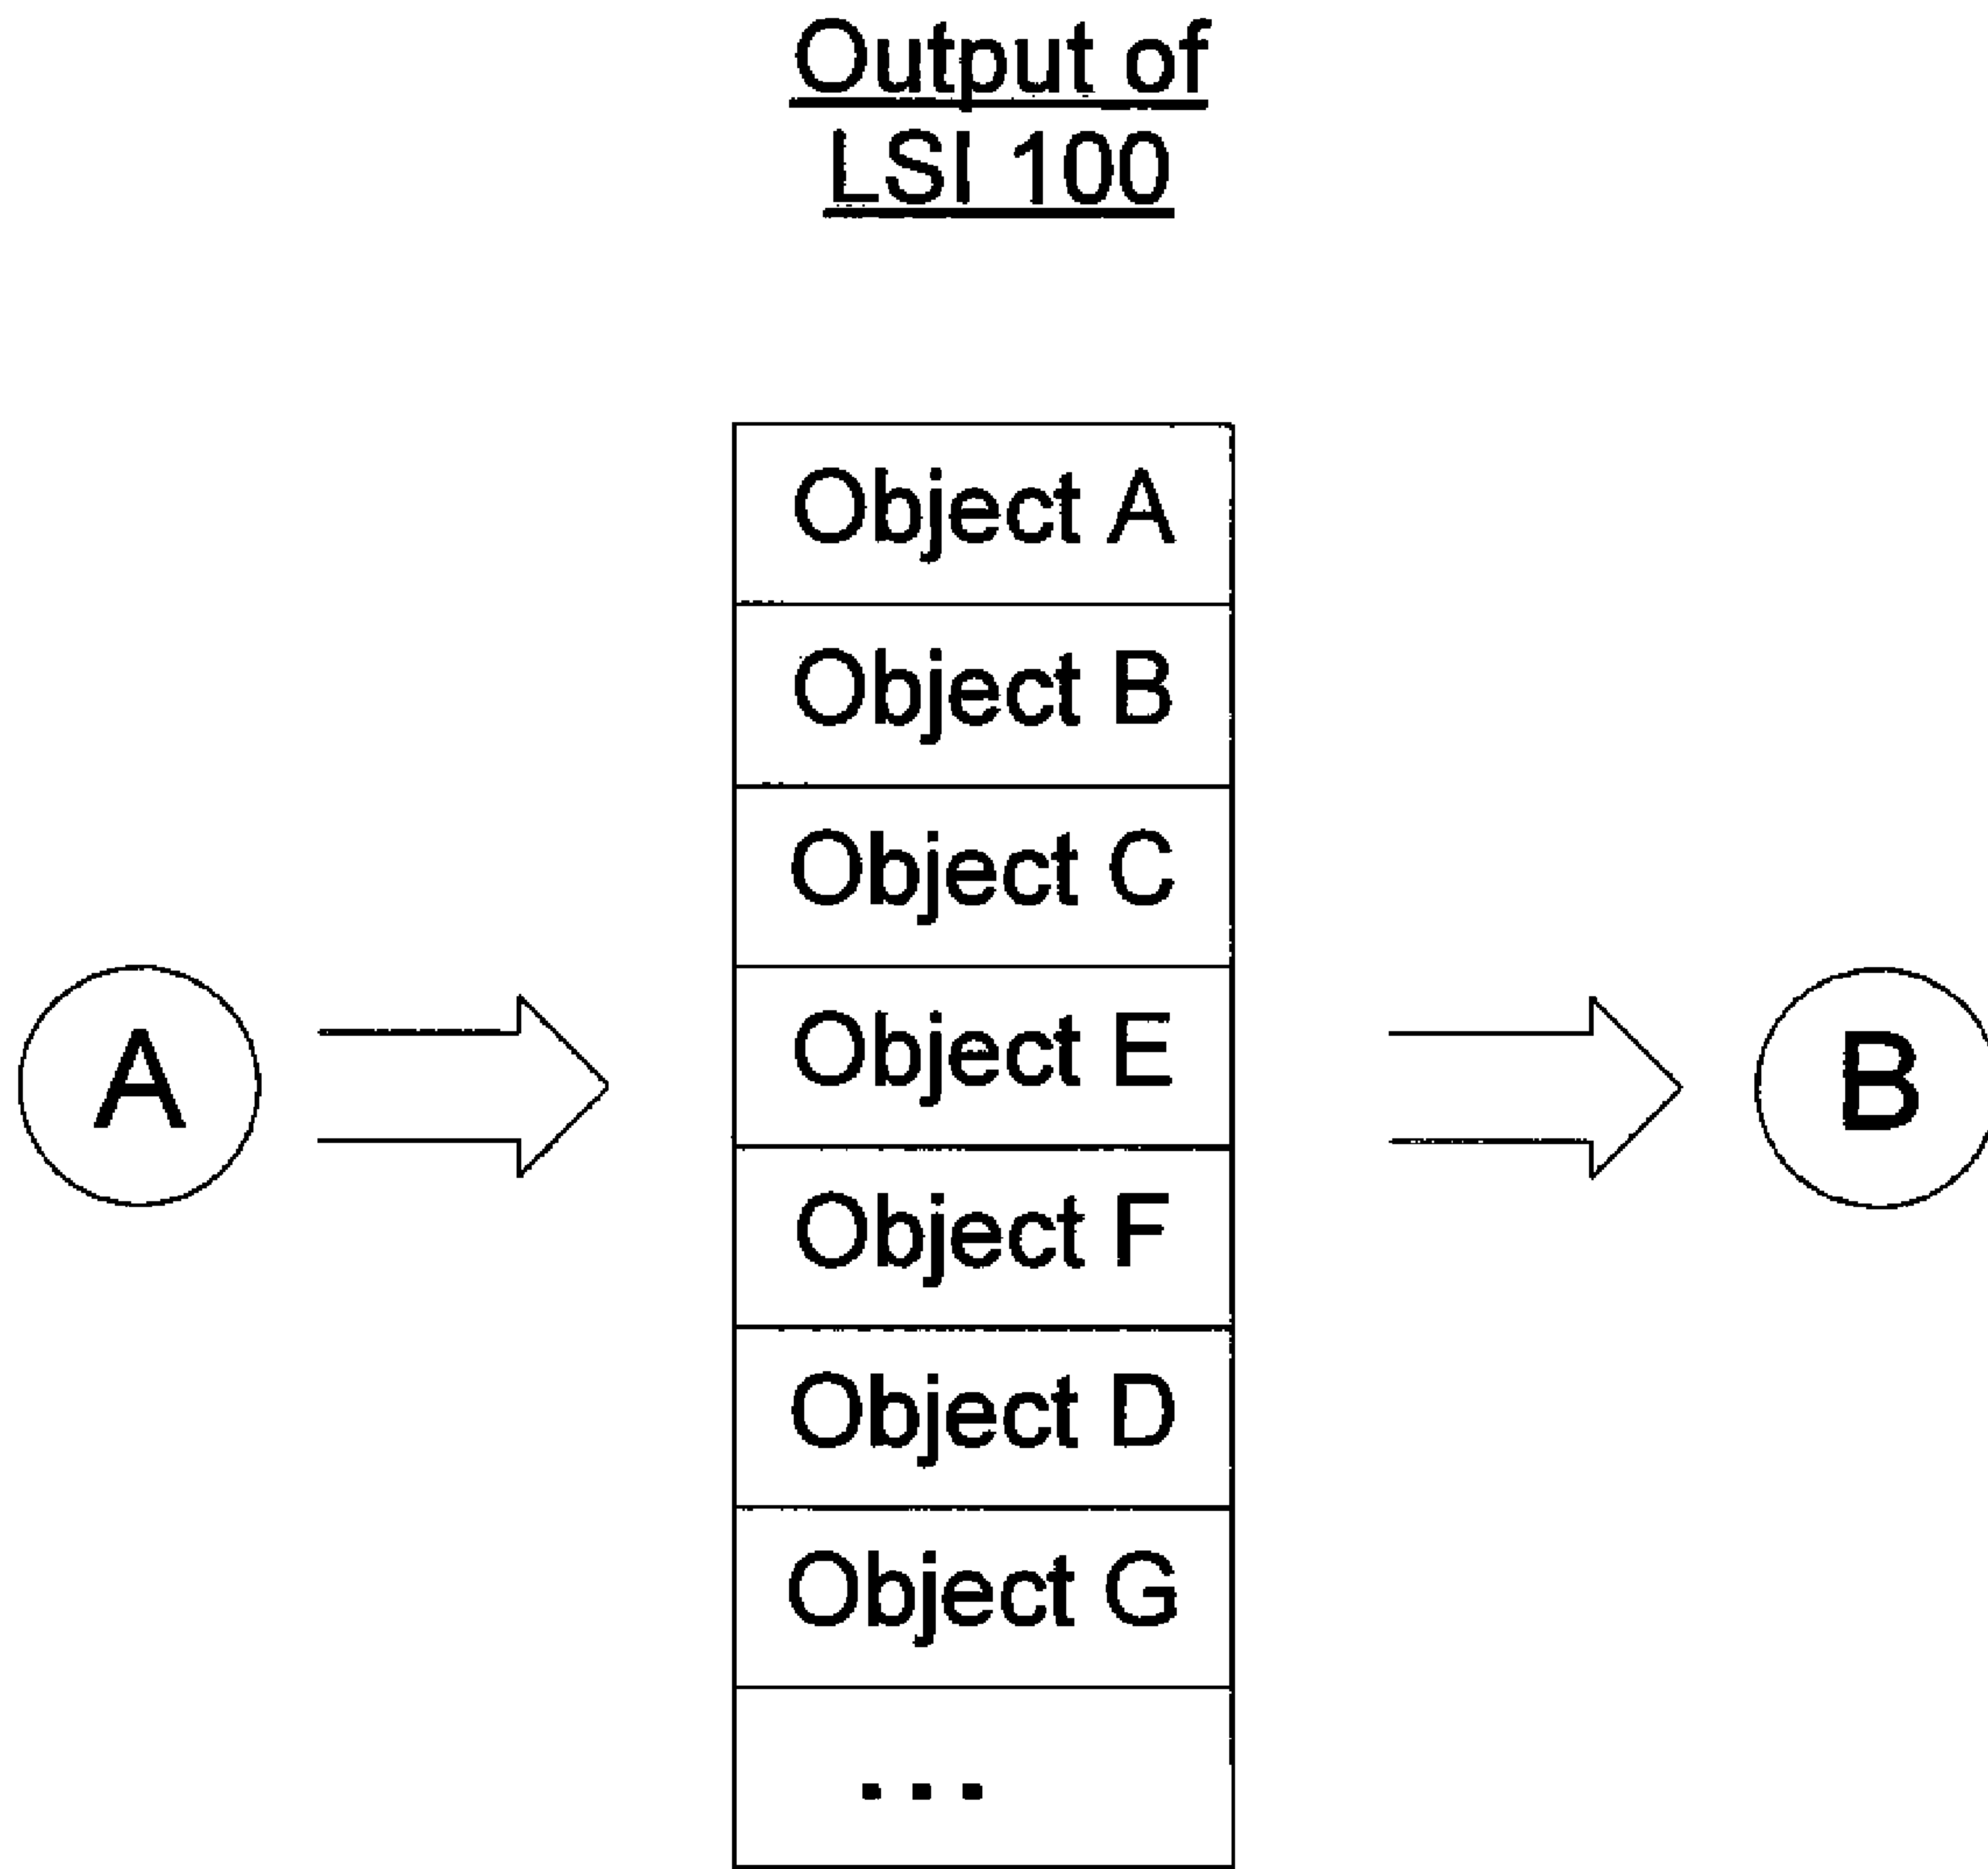 Output of
LSI 100
Object A
Object B
Object C
Object E
Object F
Object D
Object G
...
A
B